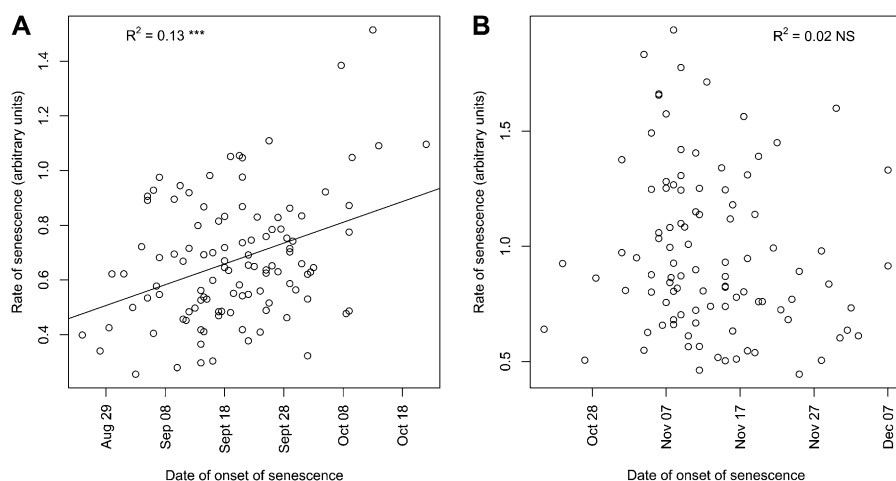 A
R² = 0.13 ***
Rate of senescence (arbitrary units)
1.4
1.2
1.0
0.8
0.6
0.4
Aug 29
Sept 08
Sept 18
Sept 28
Oct 08
Oct 18
Date of onset of senescence
B
R² = 0.02 NS
Rate of senescence (arbitrary units)
1.5
1.0
0.5
Oct 28
Nov 07
Nov 17
Nov 27
Dec 07
Date of onset of senescence